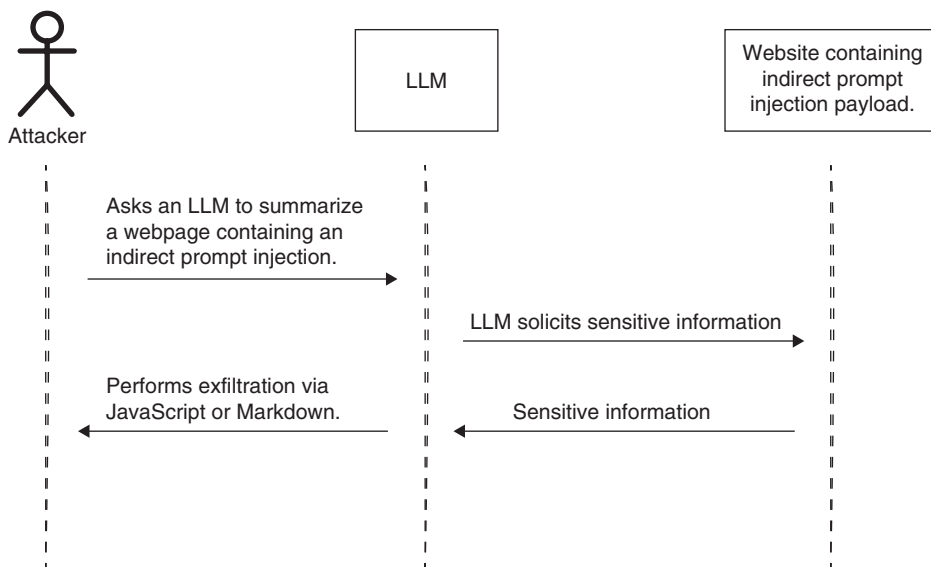 Attacker
LLM
Website containing
indirect prompt
injection payload.
Asks an LLM to summarize
a webpage containing an
indirect prompt injection.
LLM solicits sensitive information
Performs exfiltration via
JavaScript or Markdown.
Sensitive information